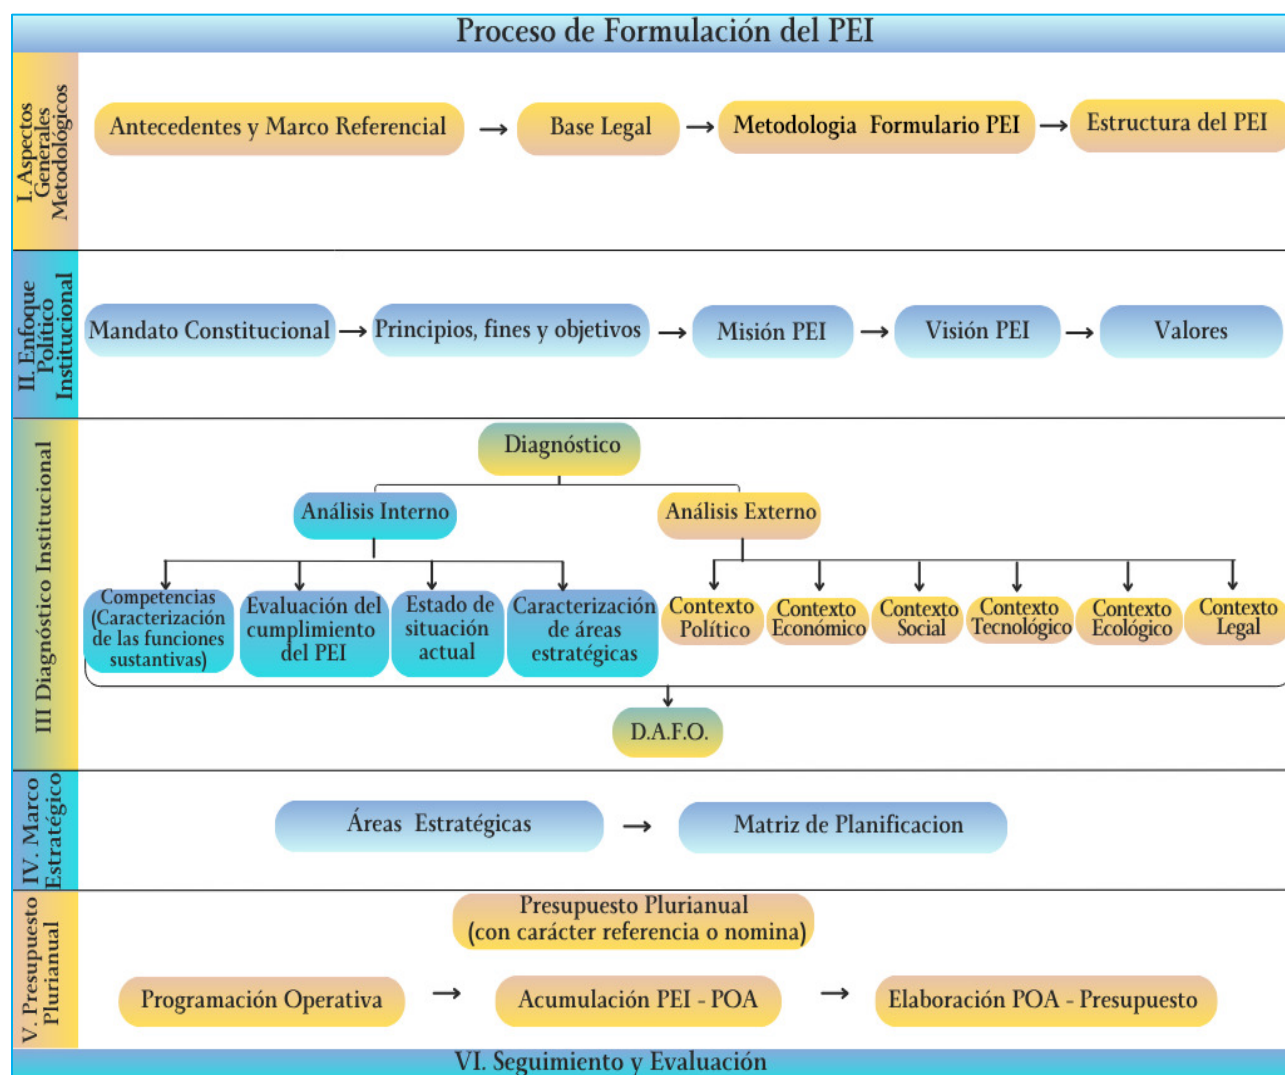 Proceso de Formulación del PEI
I. Aspectos
Generales
Metodologicos
Antecedentes y Marco Referencial
Base Legal
Metodologia Formulario PEI
Estructura del PEI
II. Enfoque
Político
Institucional
Mandato Constitucional
Principios, fines y objetivos
Misión PEI
Visión PEI
Valores
III Diagnóstico Institucional
Diagnóstico
Análisis Interno
Análisis Externo
Competencias
(Caracterización
de las funciones
sustantivas)
Evaluación del
cumplimiento
del PEI
Estado de
situación
actual
Caracterización
de áreas
estratégicas
Contexto
Político
Contexto
Económico
Contexto
Social
Contexto
Tecnológico
Contexto
Ecológico
Contexto
Legal
D.A.F.O.
IV. Marco
Estratégico
Áreas Estratégicas
Matriz de Planificacion
V. Presupuesto
Plurianual
Presupuesto Plurianual
(con carácter referencia o nomina)
Programación Operativa
Acumulación PEI - POA
Elaboración POA - Presupuesto
VI. Seguimiento y Evaluación